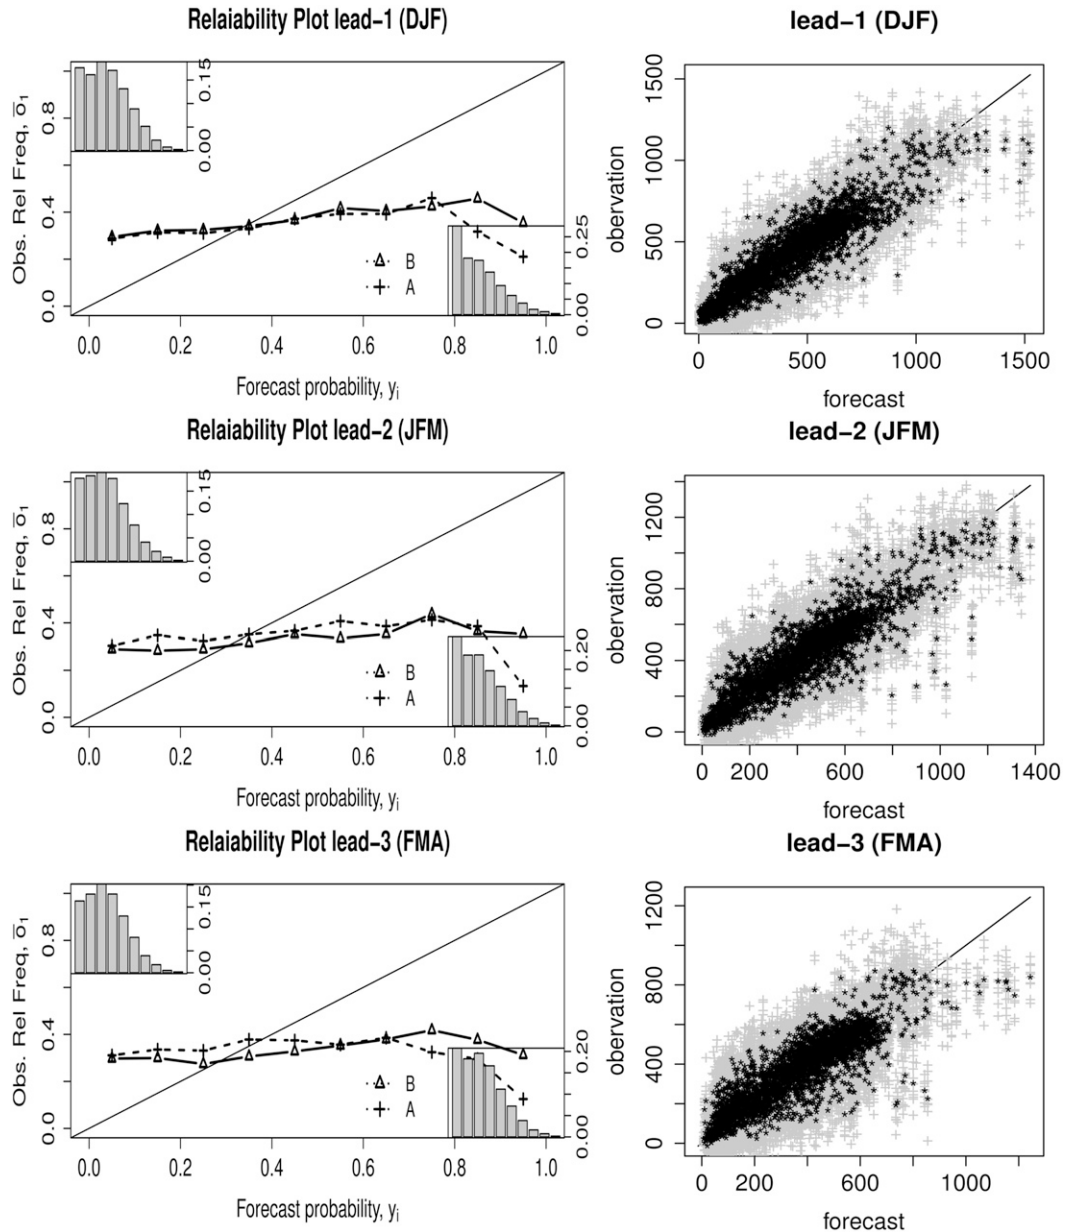 Relaiability Plot lead−1 (DJF)
Obs. Rel Freq, o̅₁
0.0 0.4 0.8
0.00 0.15
0.00 0.25
B
A
0.0 0.2 0.4 0.6 0.8 1.0
Forecast probability, yᵢ
lead−1 (DJF)
obervation
0 500 1000 1500
0 500 1000 1500
forecast
Relaiability Plot lead−2 (JFM)
Obs. Rel Freq, o̅₁
0.0 0.4 0.8
0.00 0.15
0.00 0.20
B
A
0.0 0.2 0.4 0.6 0.8 1.0
Forecast probability, yᵢ
lead−2 (JFM)
obervation
0 400 800 1200
0 200 600 1000 1400
forecast
Relaiability Plot lead−3 (FMA)
Obs. Rel Freq, o̅₁
0.0 0.4 0.8
0.00 0.15
0.00 0.20
B
A
0.0 0.2 0.4 0.6 0.8 1.0
Forecast probability, yᵢ
lead−3 (FMA)
obervation
0 400 800 1200
0 200 600 1000
forecast